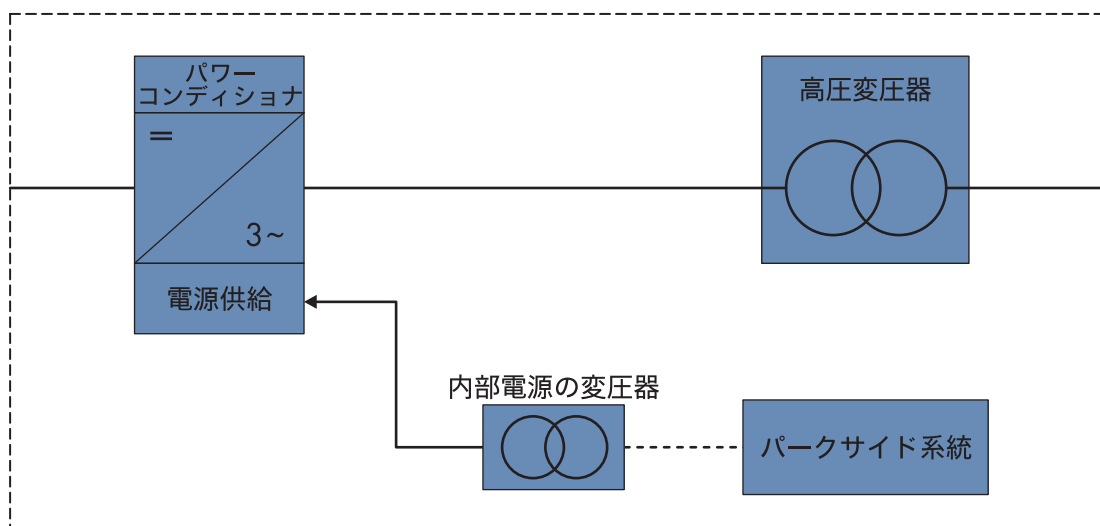 パワー
コンディショナ
高圧変圧器
=
3~
電源供給
内部電源の変圧器
パークサイド系統